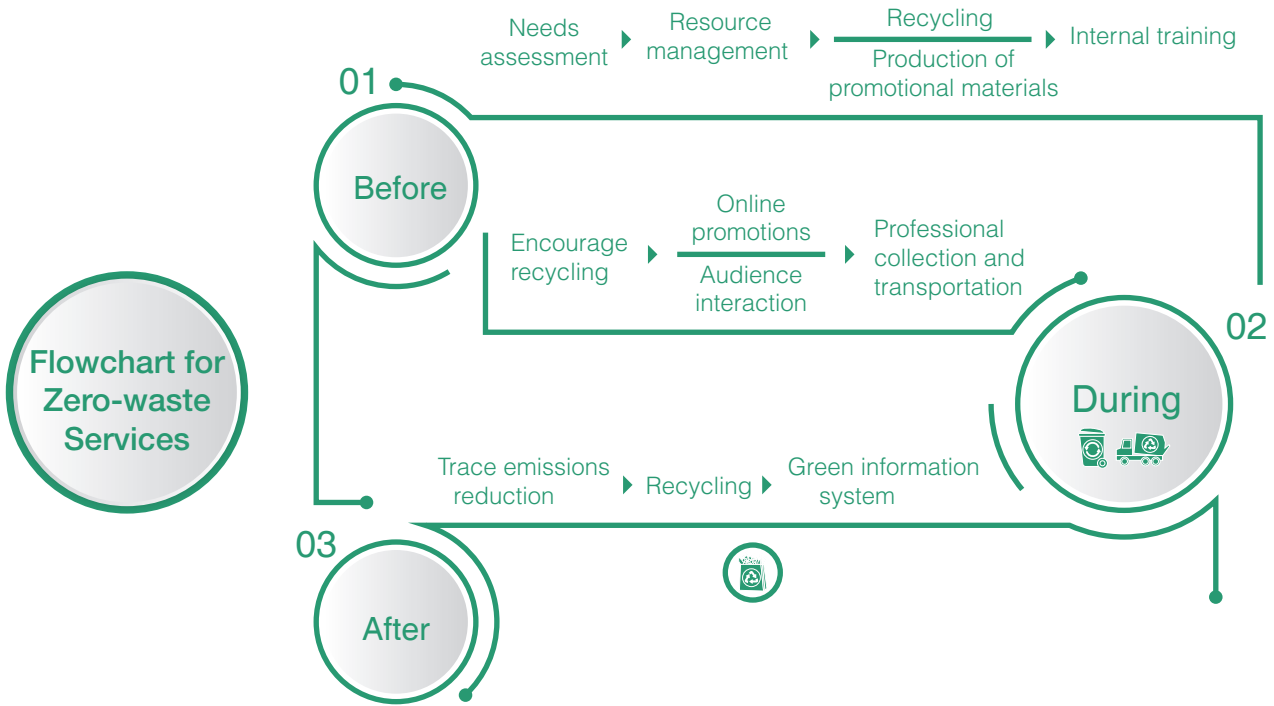 Flowchart for
Zero-waste
Services
01
Before
Needs
assessment
Resource
management
Recycling
Production of
promotional materials
Internal training
02
During
Encourage
recycling
Online
promotions
Audience
interaction
Professional
collection and
transportation
03
After
Trace emissions
reduction
Recycling
Green information
system